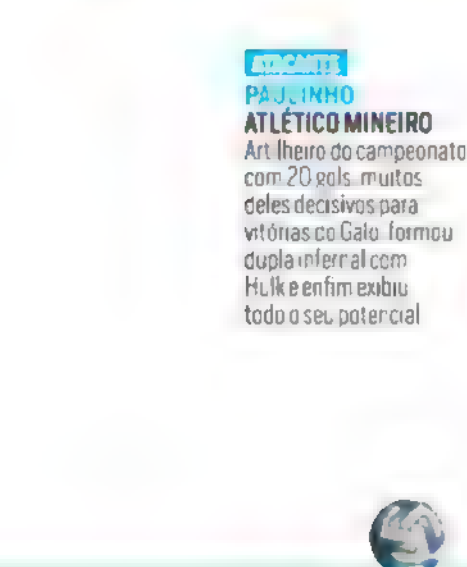 ATACANTE
PAULINHO
ATLÉTICO MINEIRO
Artilheiro do campeonato
com 20 gols, muitos
deles decisivos para
vitórias do Galo, formou
dupla infernal com
Hulk e enfim exibiu
todo o seu potencial